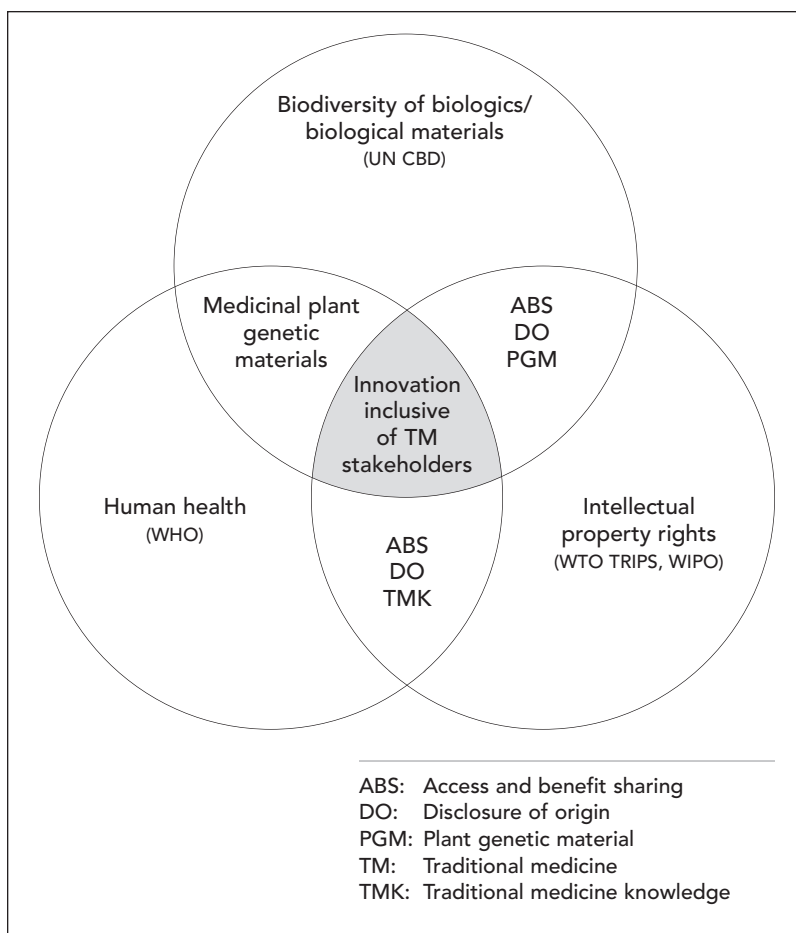 Biodiversity of biologics/
biological materials
(UN CBD)
Medicinal plant
genetic
materials
ABS
DO
PGM
Innovation
inclusive
of TM
stakeholders
Human health
(WHO)
Intellectual
property rights
(WTO TRIPS, WIPO)
ABS
DO
TMK
ABS: Access and benefit sharing
DO: Disclosure of origin
PGM: Plant genetic material
TM: Traditional medicine
TMK: Traditional medicine knowledge